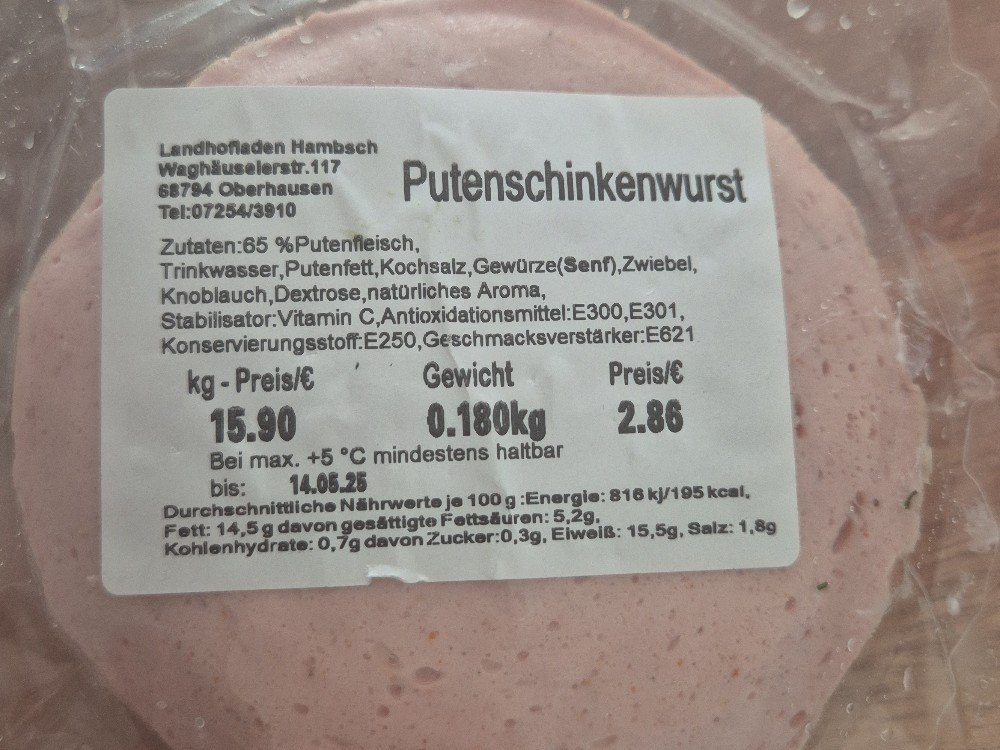 Landhofladen Hambsch
Waghäuselerstr.117
68794 Oberhausen
Tel:07254/3910
Putenschinkenwurst
Zutaten:65 %Putenfleisch,
Trinkwasser,Putenfett,Kochsalz,Gewürze(Senf),Zwiebel,
Knoblauch,Dextrose,natürliches Aroma,
Stabilisator:Vitamin C,Antioxidationsmittel:E300,E301,
Konservierungsstoff:E250,Geschmacksverstärker:E621
kg - Preis/€ Gewicht Preis/€
15.90 0.180kg 2.86
Bei max. +5 °C mindestens haltbar
bis: 14.05.25
Durchschnittliche Nährwerte je 100 g :Energie: 816 kj/195 kcal,
Fett: 14,5 g davon gesättigte Fettsäuren: 5,2g,
Kohlenhydrate: 0,7g davon Zucker:0,3g, Eiweiß: 15,5g, Salz: 1,8g